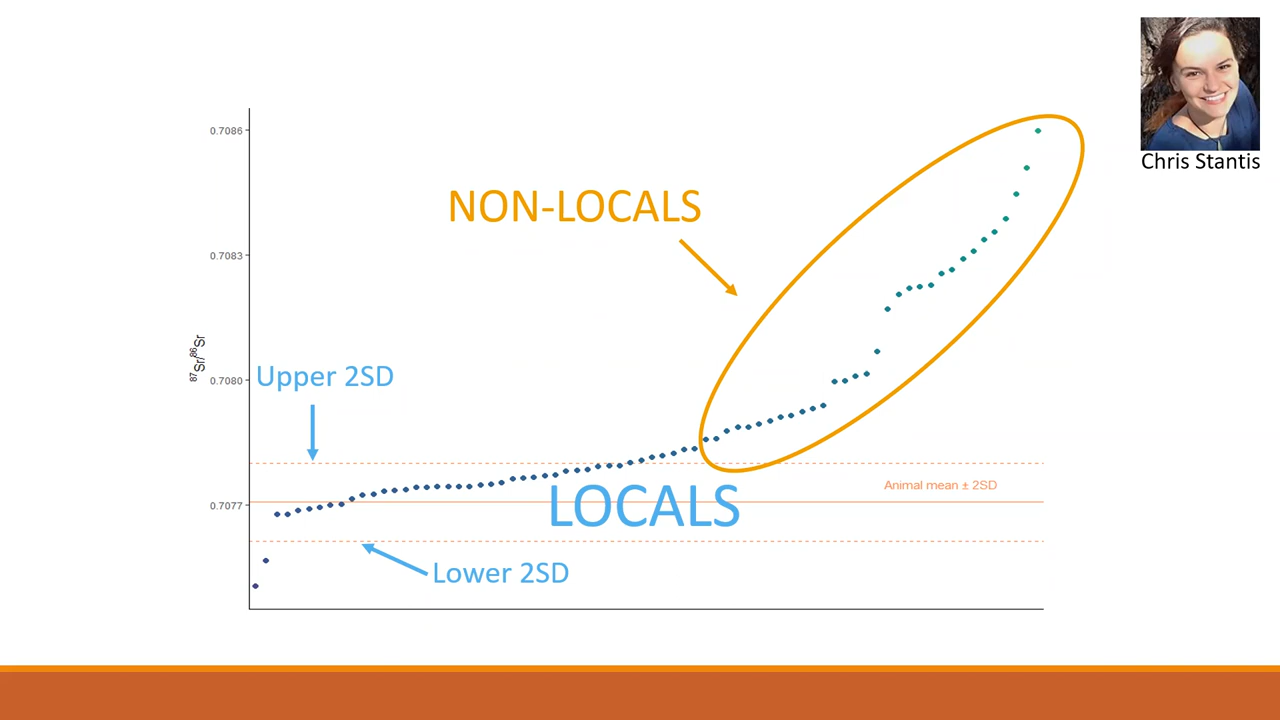 Chris Stantis
0.7086
NON-LOCALS
0.7083
⁸⁷Sr/⁸⁶Sr
Upper 2SD
0.7080
Animal mean ± 2SD
LOCALS
0.7077
Lower 2SD